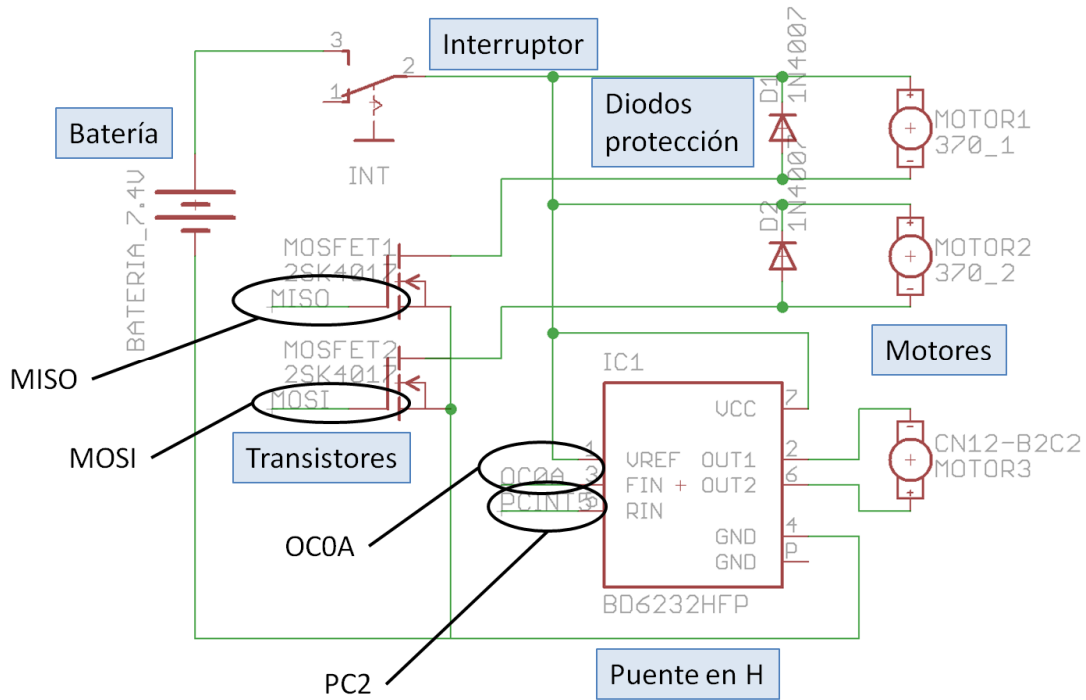 3
Interruptor
2
1
INT
Batería
BATERIA_7.4V
Diodos
protección
D1
1N4007
MOTOR1
370_1
D2
1N4007
MOTOR2
370_2
MOSFET1
2SK4017
MISO
MISO
MOSFET2
2SK4017
MOSI
MOSI
Transistores
Motores
IC1
VCC
7
1
VREF
OUT1
2
OC0A
3
FIN
OUT2
6
PCINT5
RIN
GND
4
GND
P
BD6232HFP
CN12-B2C2
MOTOR3
OC0A
PC2
Puente en H